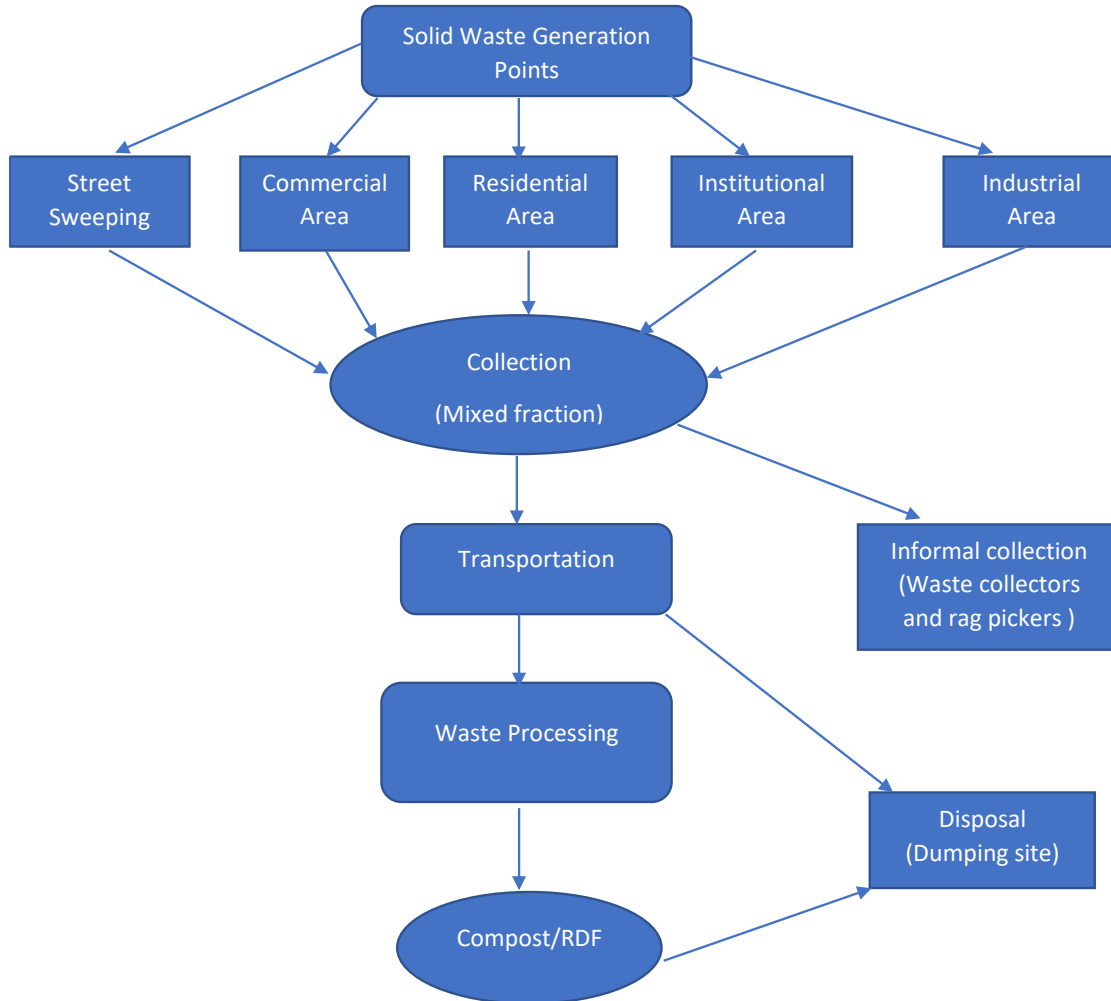 Solid Waste Generation
Points
Street
Sweeping
Commercial
Area
Residential
Area
Institutional
Area
Industrial
Area
Collection
(Mixed fraction)
Transportation
Informal collection
(Waste collectors
and rag pickers )
Waste Processing
Disposal
(Dumping site)
Compost/RDF